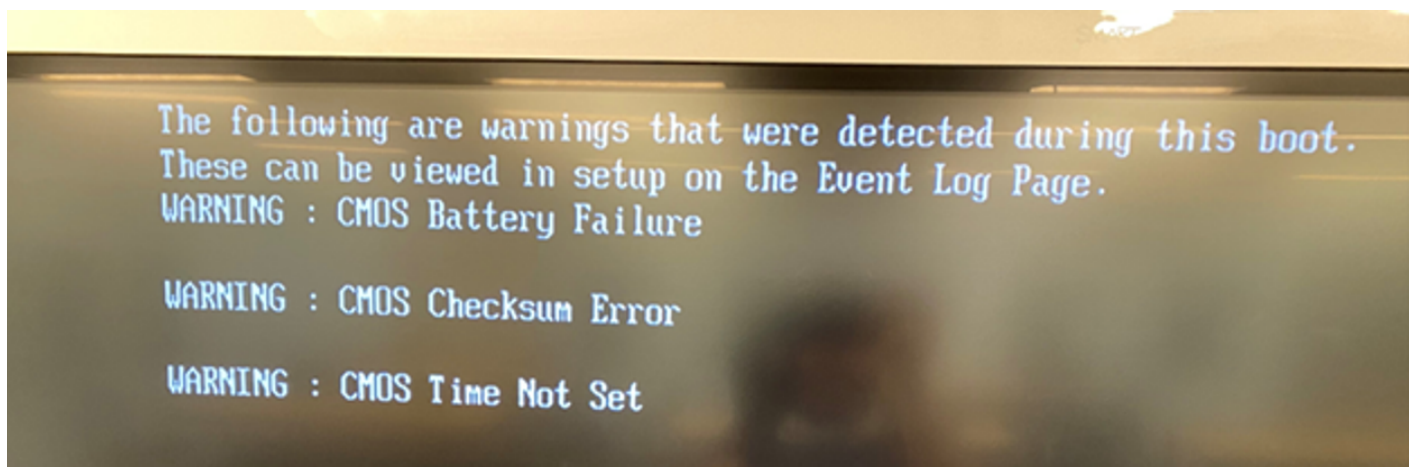 The following are warnings that were detected during this boot.
These can be viewed in setup on the Event Log Page.
WARNING : CMOS Battery Failure
WARNING : CMOS Checksum Error
WARNING : CMOS Time Not Set